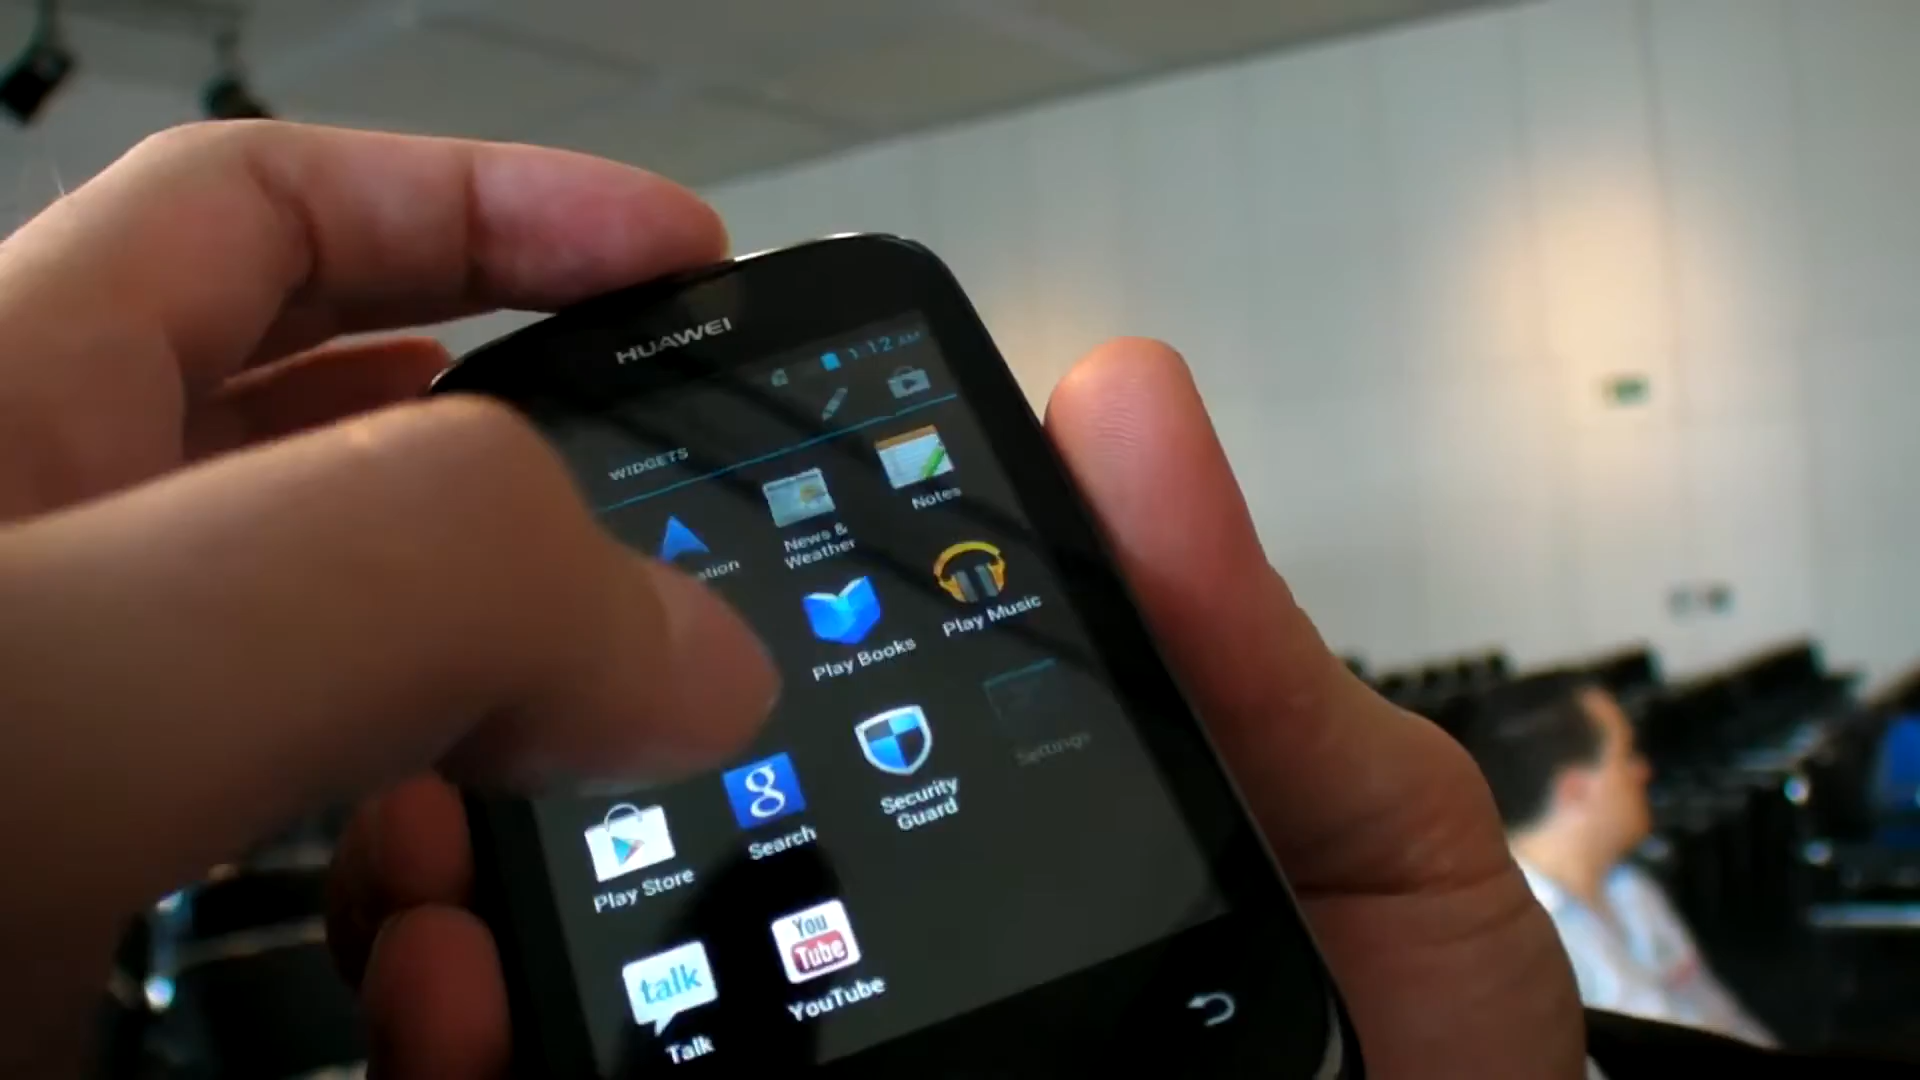 HUAWEI
1:12 AM
WIDGETS
News &
Weather
Notes
Play Books
Play Music
Play Store
g
Search
Security
Guard
Settings
talk
Talk
You
Tube
YouTube